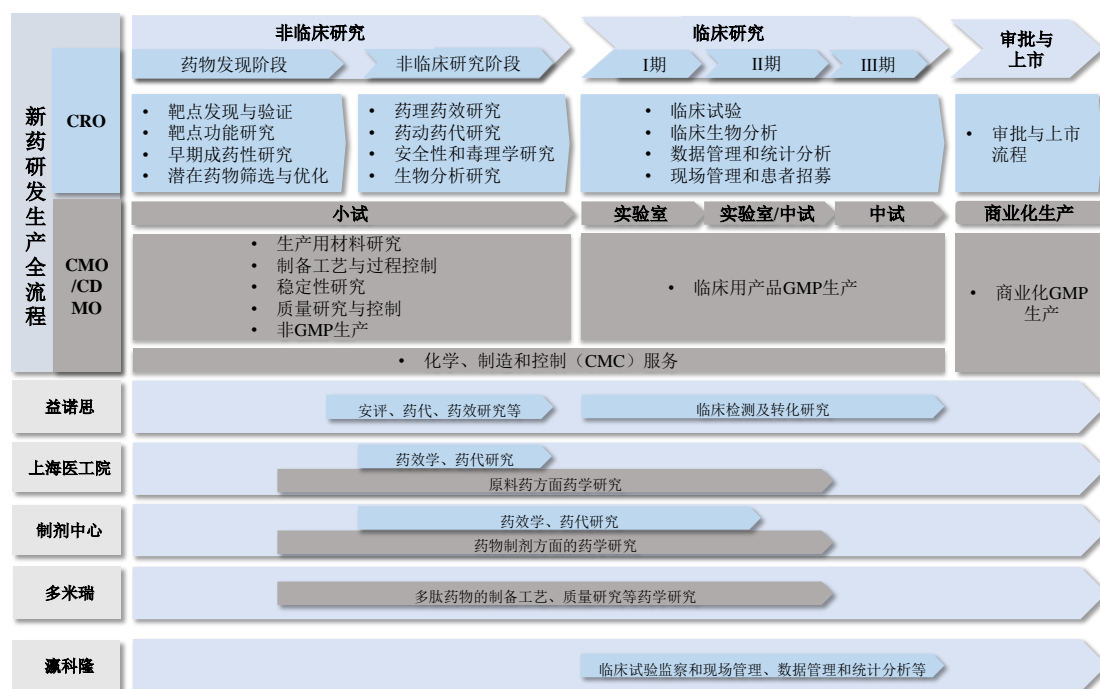 非临床研究
临床研究
审批与
上市
药物发现阶段
非临床研究阶段
I期
II期
III期
新药研发生产全流程
CRO
• 靶点发现与验证
• 靶点功能研究
• 早期成药性研究
• 潜在药物筛选与优化
• 药理药效研究
• 药动药代研究
• 安全性和毒理学研究
• 生物分析研究
• 临床试验
• 临床生物分析
• 数据管理和统计分析
• 现场管理和患者招募
• 审批与上市
流程
CMO
/CD
MO
小试
实验室
实验室/中试
中试
商业化生产
• 生产用材料研究
• 制备工艺与过程控制
• 稳定性研究
• 质量研究与控制
• 非GMP生产
• 临床用产品GMP生产
• 商业化GMP
生产
• 化学、制造和控制（CMC）服务
益诺思
安评、药代、药效研究等
临床检测及转化研究
上海医工院
药效学、药代研究
原料药方面药学研究
制剂中心
药效学、药代研究
药物制剂方面的药学研究
多米瑞
多肽药物的制备工艺、质量研究等药学研究
瀛科隆
临床试验监察和现场管理、数据管理和统计分析等